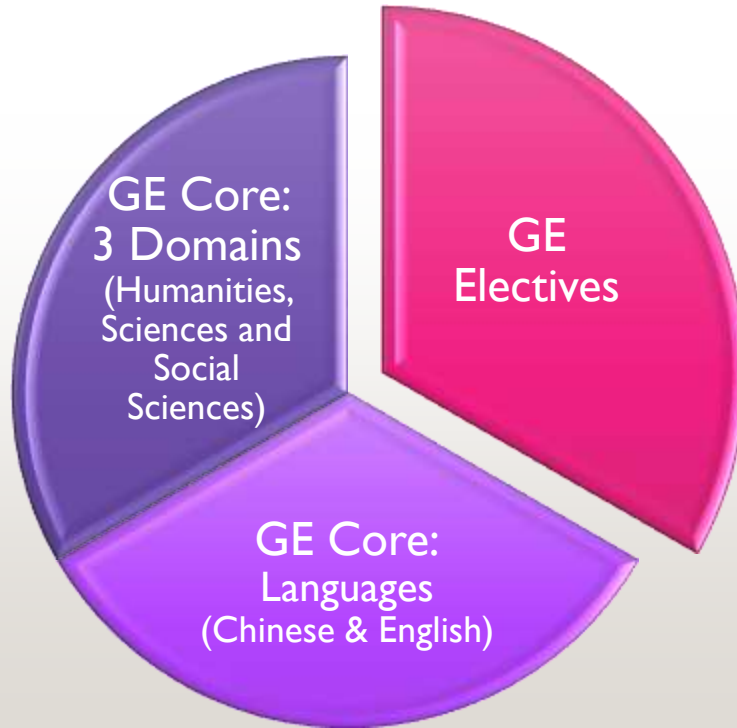 GE Core:
3 Domains
(Humanities,
Sciences and
Social
Sciences)
GE
Electives
GE Core:
Languages
(Chinese & English)